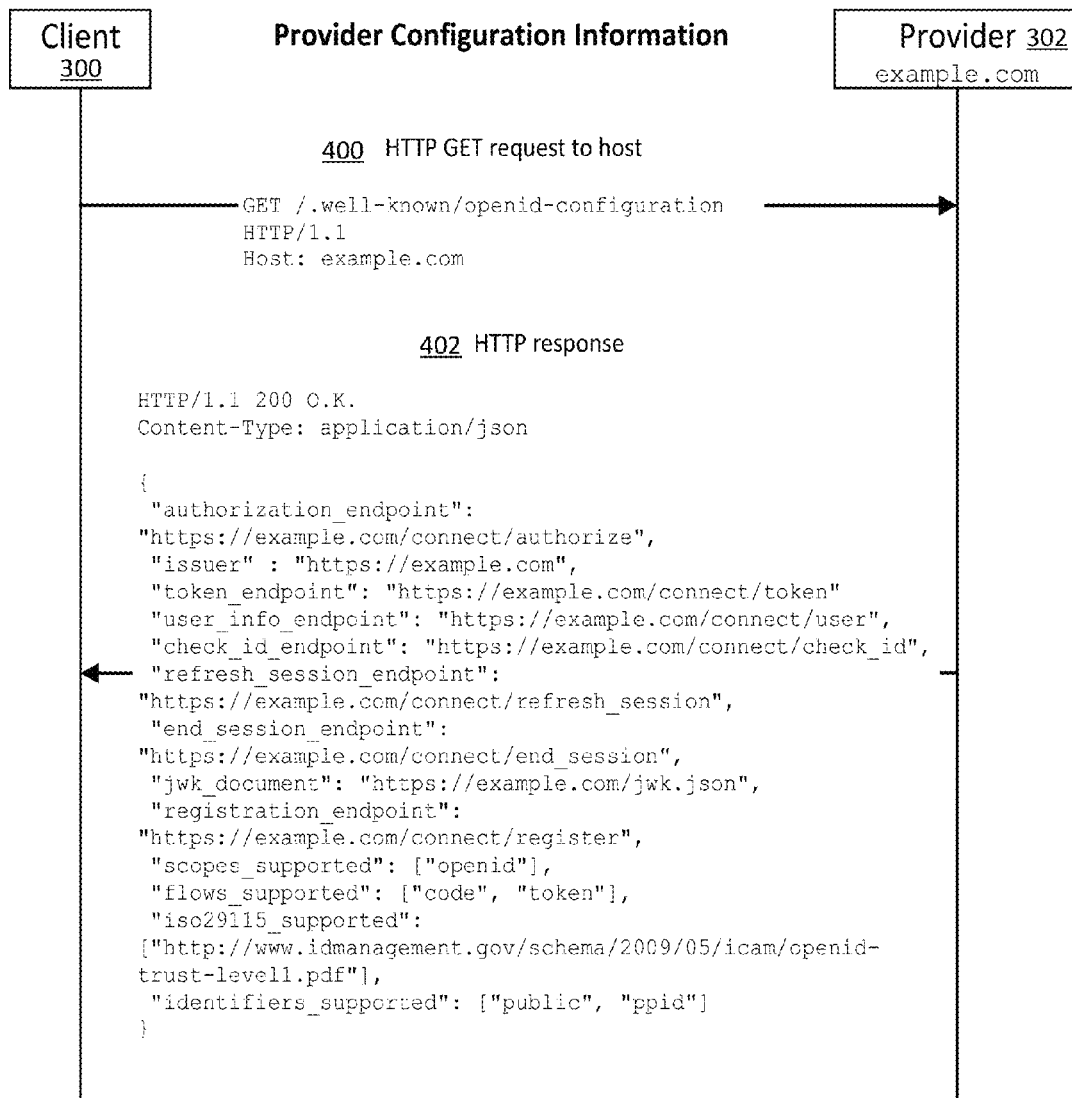 Client
300
Provider Configuration Information
Provider 302
example.com
400 HTTP GET request to host
GET /.well-known/openid-configuration
HTTP/1.1
Host: example.com
402 HTTP response
HTTP/1.1 200 O.K.
Content-Type: application/json
{
"authorization_endpoint":
"https://example.com/connect/authorize",
"issuer" : "https://example.com",
"token_endpoint": "https://example.com/connect/token"
"user_info_endpoint": "https://example.com/connect/user",
"check_id_endpoint": "https://example.com/connect/check_id",
"refresh_session_endpoint":
"https://example.com/connect/refresh_session",
"end_session_endpoint":
"https://example.com/connect/end_session",
"jwk_document": "https://example.com/jwk.json",
"registration_endpoint":
"https://example.com/connect/register",
"scopes_supported": ["openid"],
"flows_supported": ["code", "token"],
"iso29115_supported":
["http://www.idmanagement.gov/schema/2009/05/icam/openid-
trust-level1.pdf"],
"identifiers_supported": ["public", "ppid"]
}